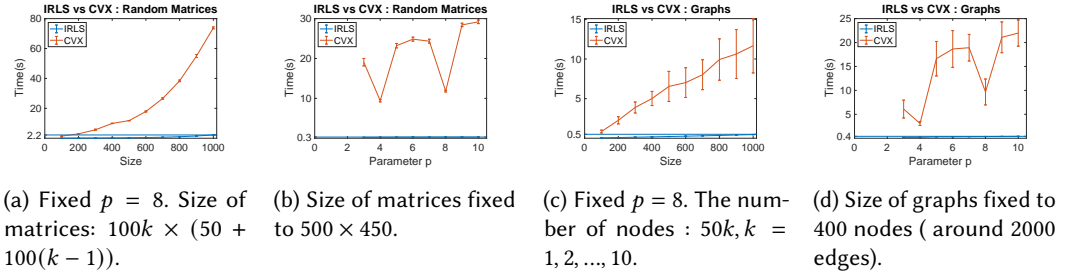 IRLS vs CVX : Random Matrices
80
60
40
20
2.2
Time(s)
IRLS
CVX
0 200 400 600 800 1000
Size
IRLS vs CVX : Random Matrices
30
20
10
0.3
Time(s)
IRLS
CVX
0 2 4 6 8 10
Parameter p
IRLS vs CVX : Graphs
15
10
5
0.5
Time(s)
IRLS
CVX
0 200 400 600 800 1000
Size
IRLS vs CVX : Graphs
25
20
15
10
5
0.4
Time(s)
IRLS
CVX
0 2 4 6 8 10
Parameter p
(a) Fixed p = 8. Size of
matrices: 100k × (50 +
100(k − 1)).
(b) Size of matrices fixed
to 500 × 450.
(c) Fixed p = 8. The num-
ber of nodes : 50k, k =
1, 2, ..., 10.
(d) Size of graphs fixed to
400 nodes ( around 2000
edges).